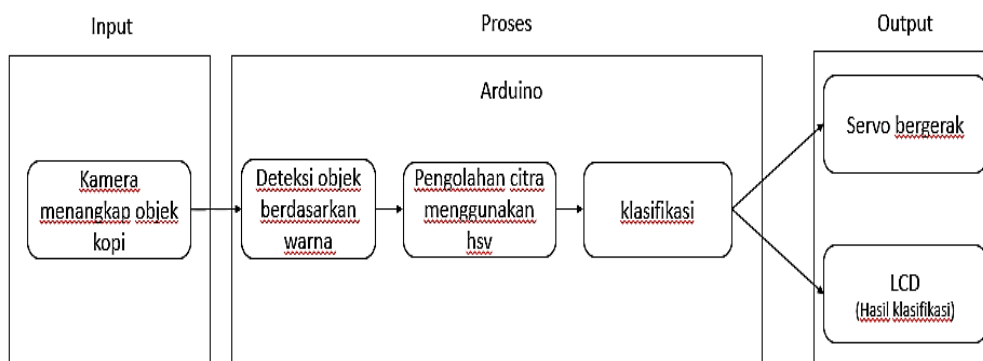 Input
Proses
Output
Arduino
Kamera
menangkap objek
kopi
Deteksi objek
berdasarkan
warna
Pengolahan citra
menggunakan
hsv
klasifikasi
Servo bergerak
LCD
(Hasil klasifikasi)